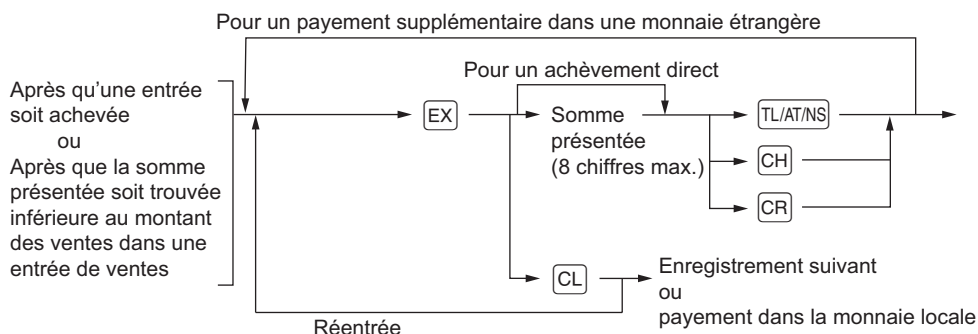 Pour un payement supplémentaire dans une monnaie étrangère
Pour un achèvement direct
Après qu'une entrée
soit achevée
ou
Après que la somme
présentée soit trouvée
inférieure au montant
des ventes dans une
entrée de ventes
EX
Somme
présentée
(8 chiffres max.)
TL/AT/NS
CH
CR
CL
Enregistrement suivant
ou
payement dans la monnaie locale
Réentrée